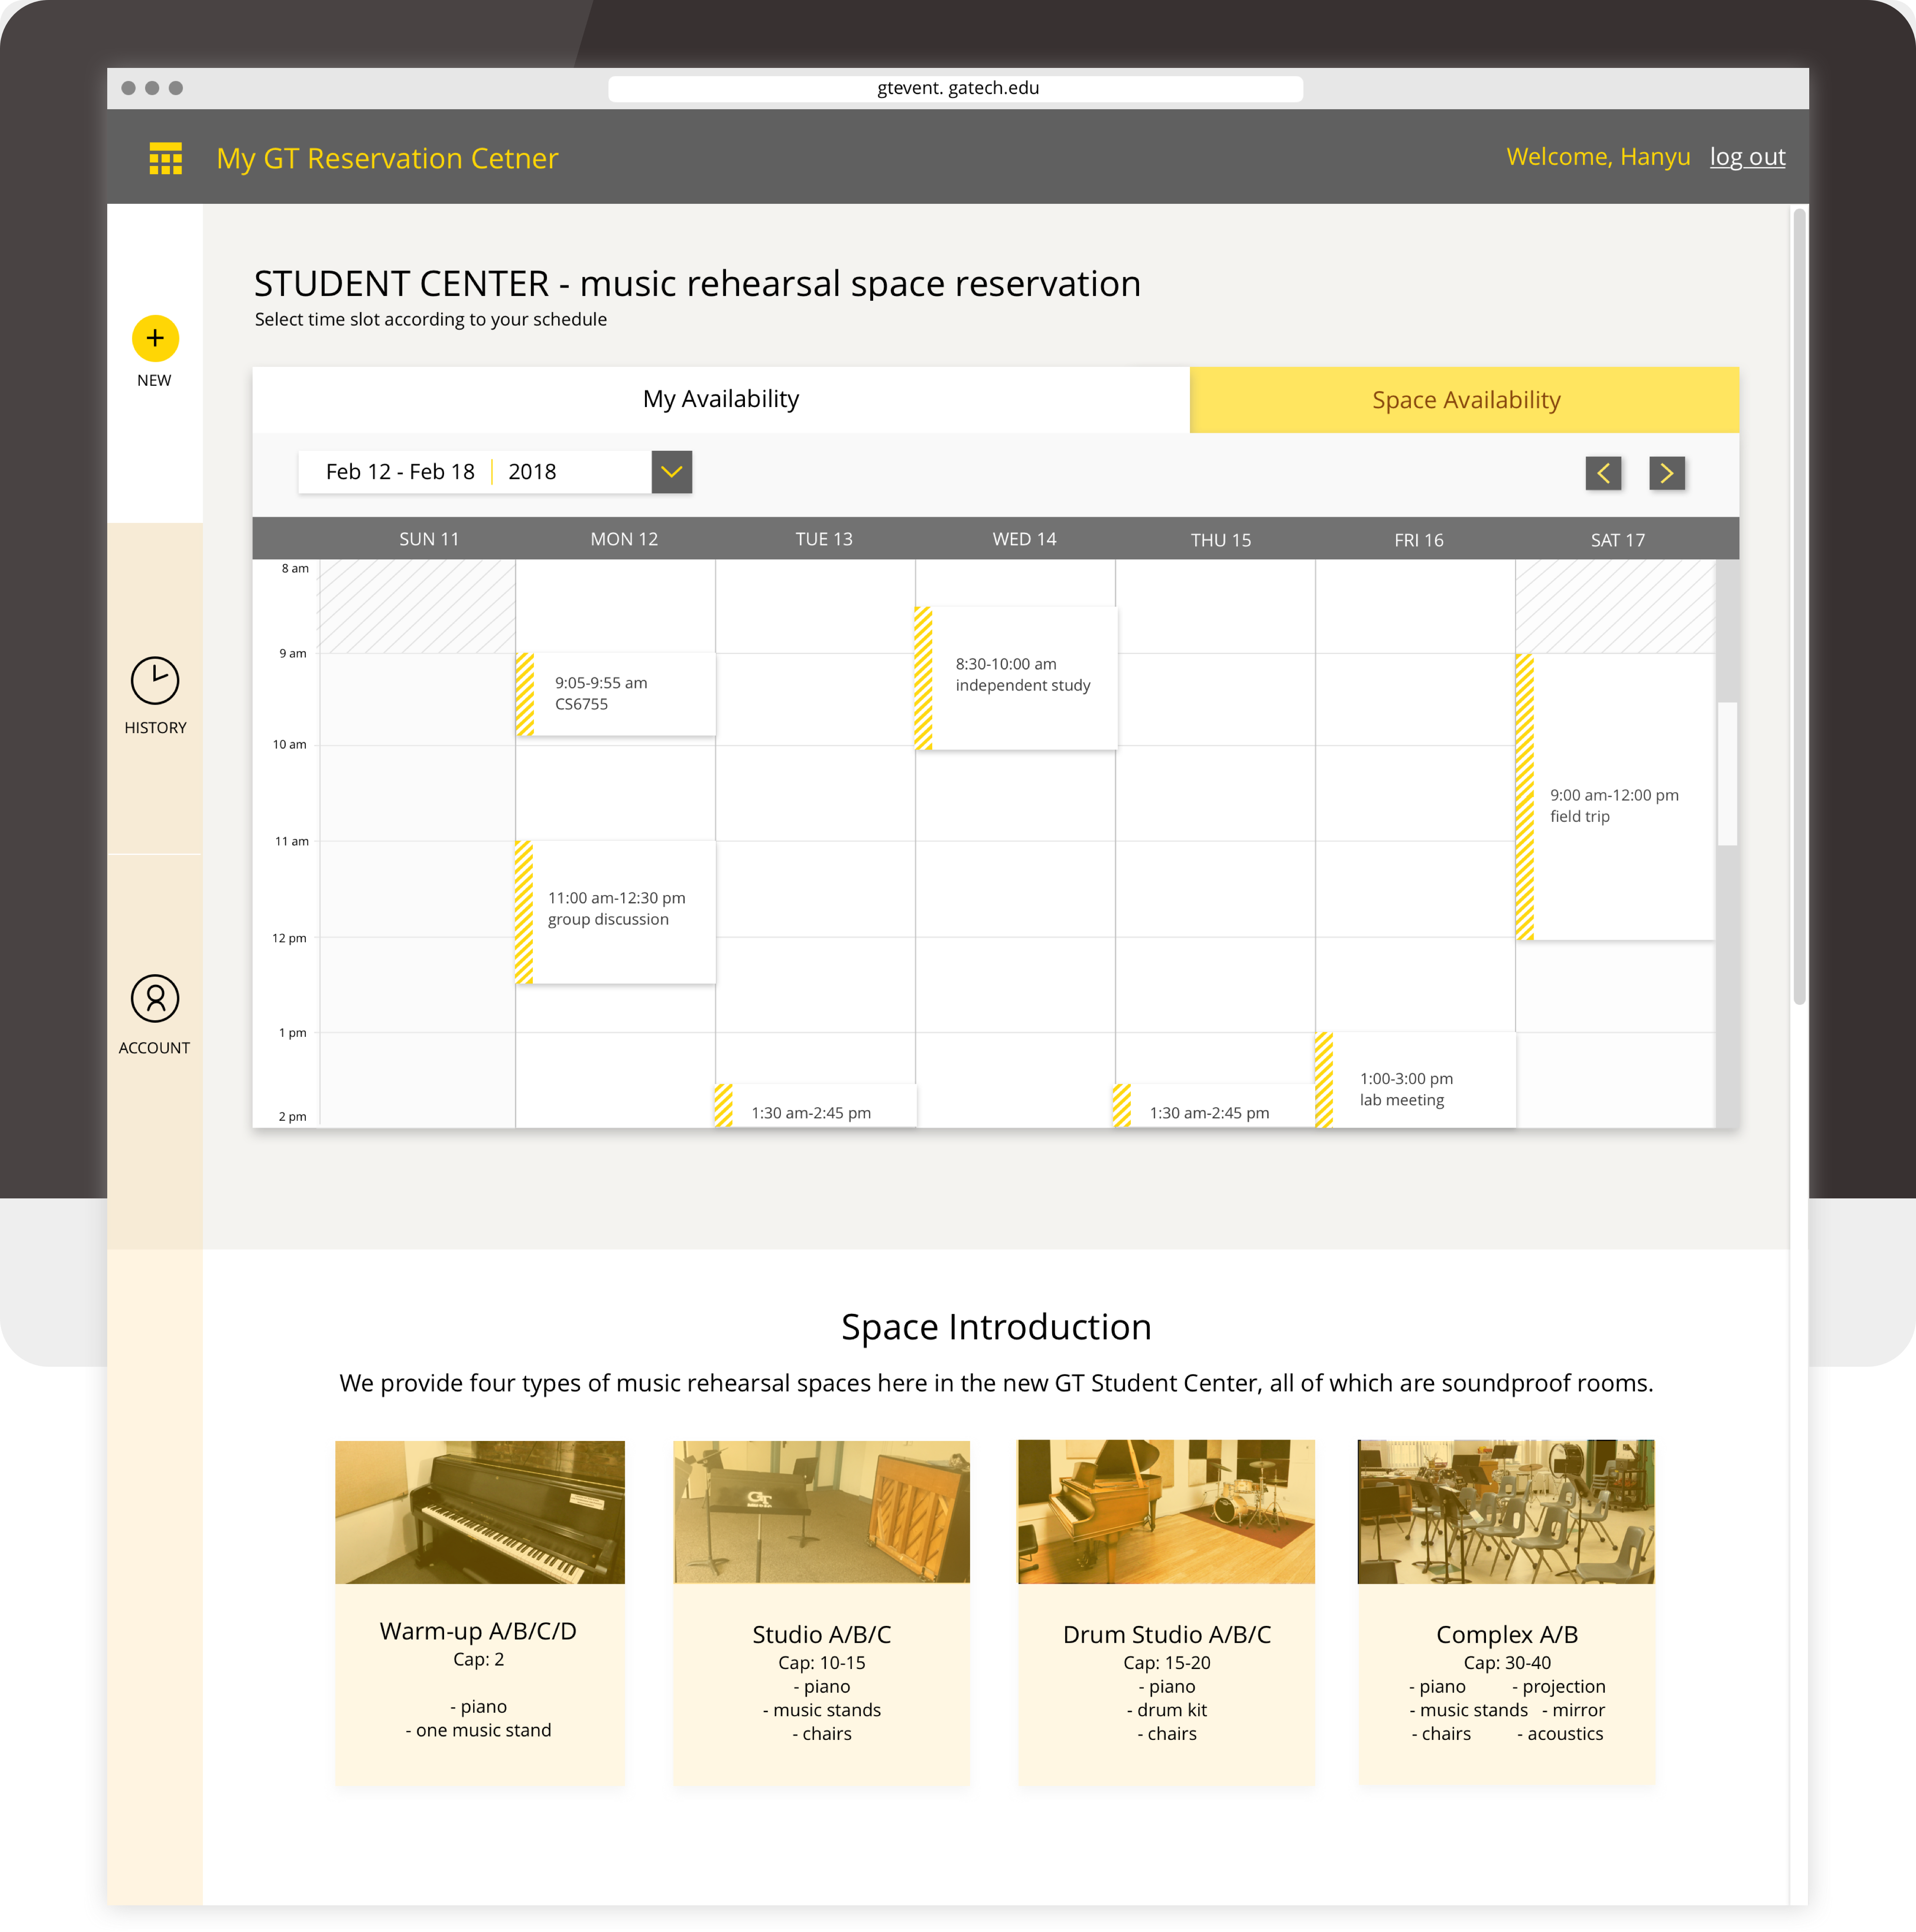 gtevent. gatech.edu
My GT Reservation Cetner
Welcome, Hanyu log out
STUDENT CENTER - music rehearsal space reservation
Select time slot according to your schedule
NEW
HISTORY
ACCOUNT
My Availability
Space Availability
Feb 12 - Feb 18 2018
SUN 11 MON 12 TUE 13 WED 14 THU 15 FRI 16 SAT 17
8 am
9 am
10 am
11 am
12 pm
1 pm
2 pm
9:05-9:55 am
CS6755
11:00 am-12:30 pm
group discussion
1:30 am-2:45 pm
8:30-10:00 am
independent study
1:30 am-2:45 pm
1:00-3:00 pm
lab meeting
9:00 am-12:00 pm
field trip
Space Introduction
We provide four types of music rehearsal spaces here in the new GT Student Center, all of which are soundproof rooms.
GT
Warm-up A/B/C/D
Cap: 2
- piano
- one music stand
Studio A/B/C
Cap: 10-15
- piano
- music stands
- chairs
Drum Studio A/B/C
Cap: 15-20
- piano
- drum kit
- chairs
Complex A/B
Cap: 30-40
- piano - projection
- music stands - mirror
- chairs - acoustics